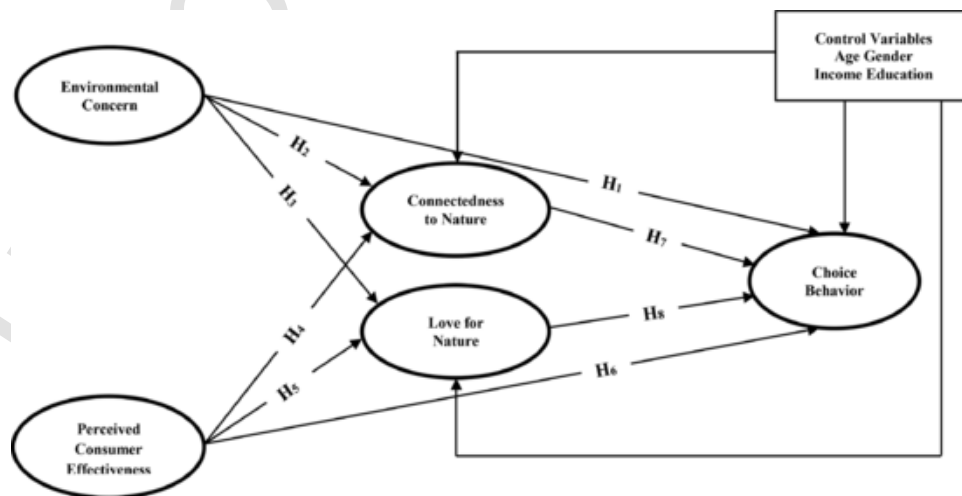 Control Variables
Age Gender
Income Education
Environmental
Concern
H2
H1
H3
Connectedness
to Nature
H7
Choice
Behavior
H4
Love for
Nature
H8
H5
H6
Perceived
Consumer
Effectiveness